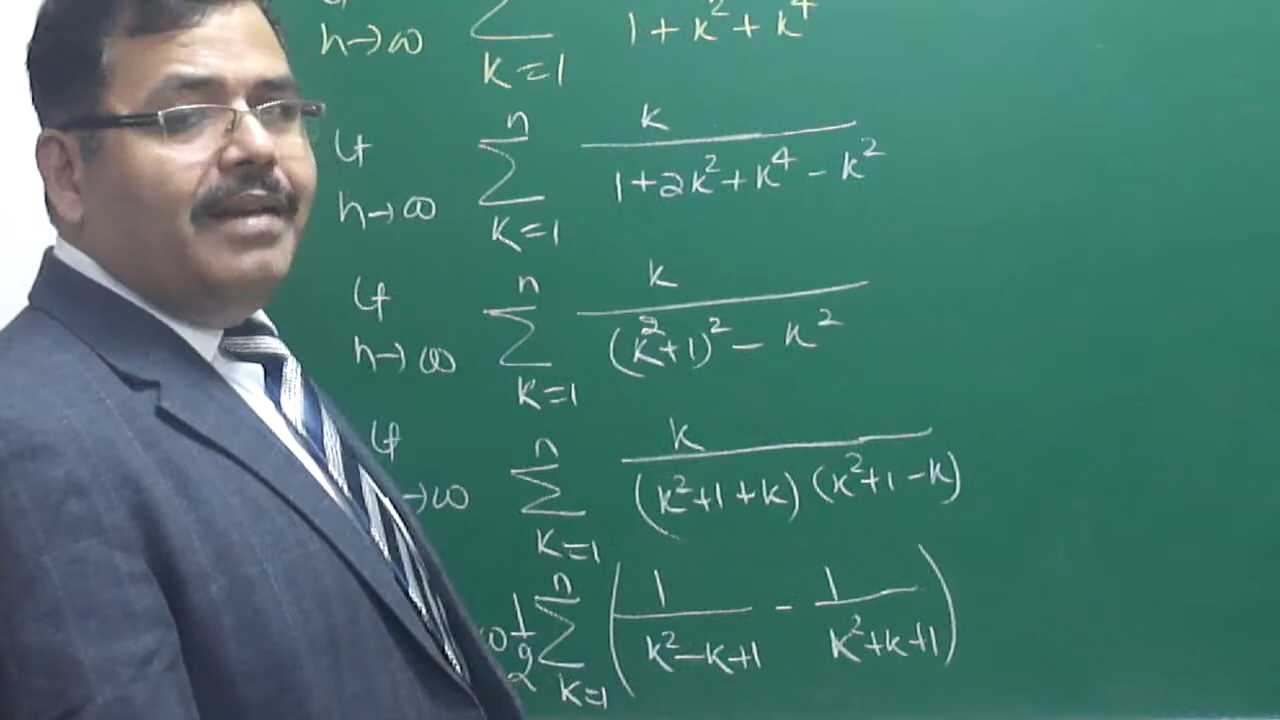 n→∞ ∑ k=1 1+k²+k⁴
Lt n→∞ ∑ k=1 n k / (1+2k²+k⁴-k²)
Lt n→∞ ∑ k=1 n k / ((k²+1)²-k²)
Lt →∞ ∑ k=1 n k / ((k²+1+k)(k²+1-k))
∞ 1/2 ∑ k=1 n (1/(k²-k+1) - 1/(k²+k+1))